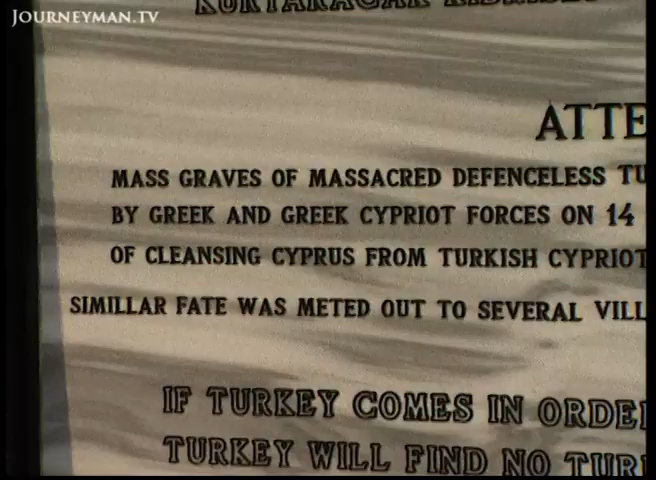 JOURNEYMAN.TV
KURTARACAK
ATTE
MASS GRAVES OF MASSACRED DEFENCELESS TU
BY GREEK AND GREEK CYPRIOT FORCES ON 14
OF CLEANSING CYPRUS FROM TURKISH CYPRIOT
SIMILLAR FATE WAS METED OUT TO SEVERAL VILL
IF TURKEY COMES IN ORDE
TURKEY WILL FIND NO TUR